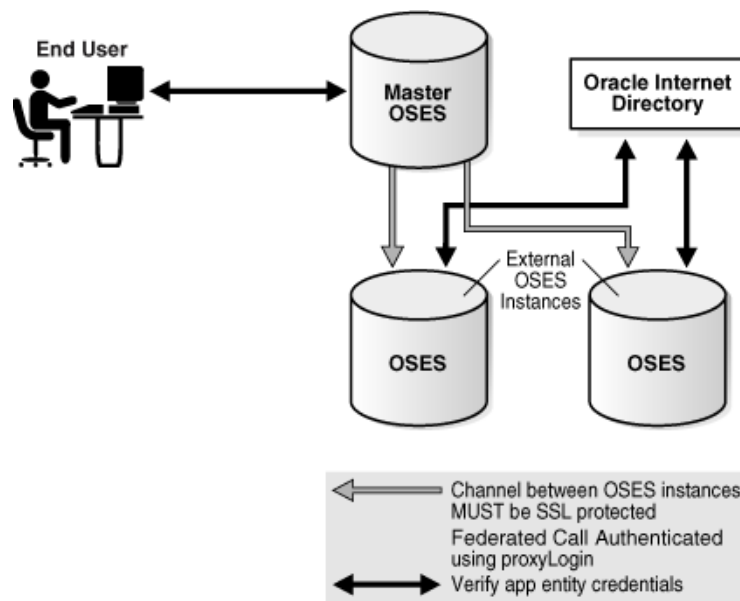 End User
Master
OSES
Oracle Internet
Directory
External
OSES
Instances
OSES
OSES
Channel between OSES instances
MUST be SSL protected
Federated Call Authenticated
using proxyLogin
Verify app entity credentials